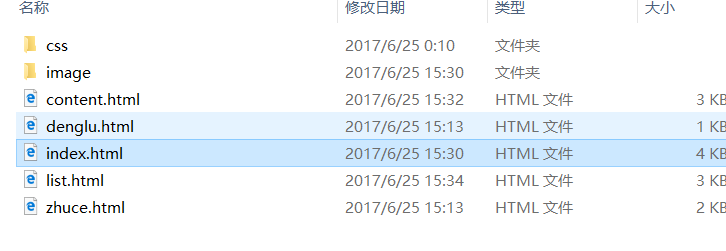 名称 修改日期 类型 大小
css 2017/6/25 0:10 文件夹
image 2017/6/25 15:30 文件夹
content.html 2017/6/25 15:32 HTML 文件 3 KB
denglu.html 2017/6/25 15:13 HTML 文件 1 KB
index.html 2017/6/25 15:30 HTML 文件 4 KB
list.html 2017/6/25 15:34 HTML 文件 3 KB
zhuce.html 2017/6/25 15:13 HTML 文件 2 KB